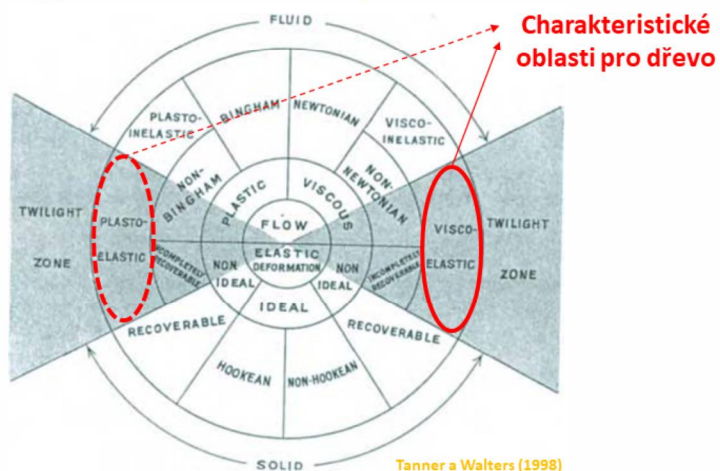 Charakteristické
oblasti pro dřevo
FLUID
PLASTO-
INELASTIC
BINGHAM
NEWTONIAN
VISCO-
INELASTIC
NON-
BINGHAM
PLASTIC
VISCOUS
NON-
NEWTONIAN
TWILIGHT
ZONE
PLASTO-
ELASTIC
FLOW
VISCO-
ELASTIC
TWILIGHT
ZONE
INCOMPLETELY
RECOVERABLE
NON
IDEAL
ELASTIC
DEFORMATION
NON
IDEAL
INCOMPLETELY
RECOVERABLE
IDEAL
RECOVERABLE
HOOKEAN
NON-HOOKEAN
RECOVERABLE
SOLID
Tanner a Walters (1998)